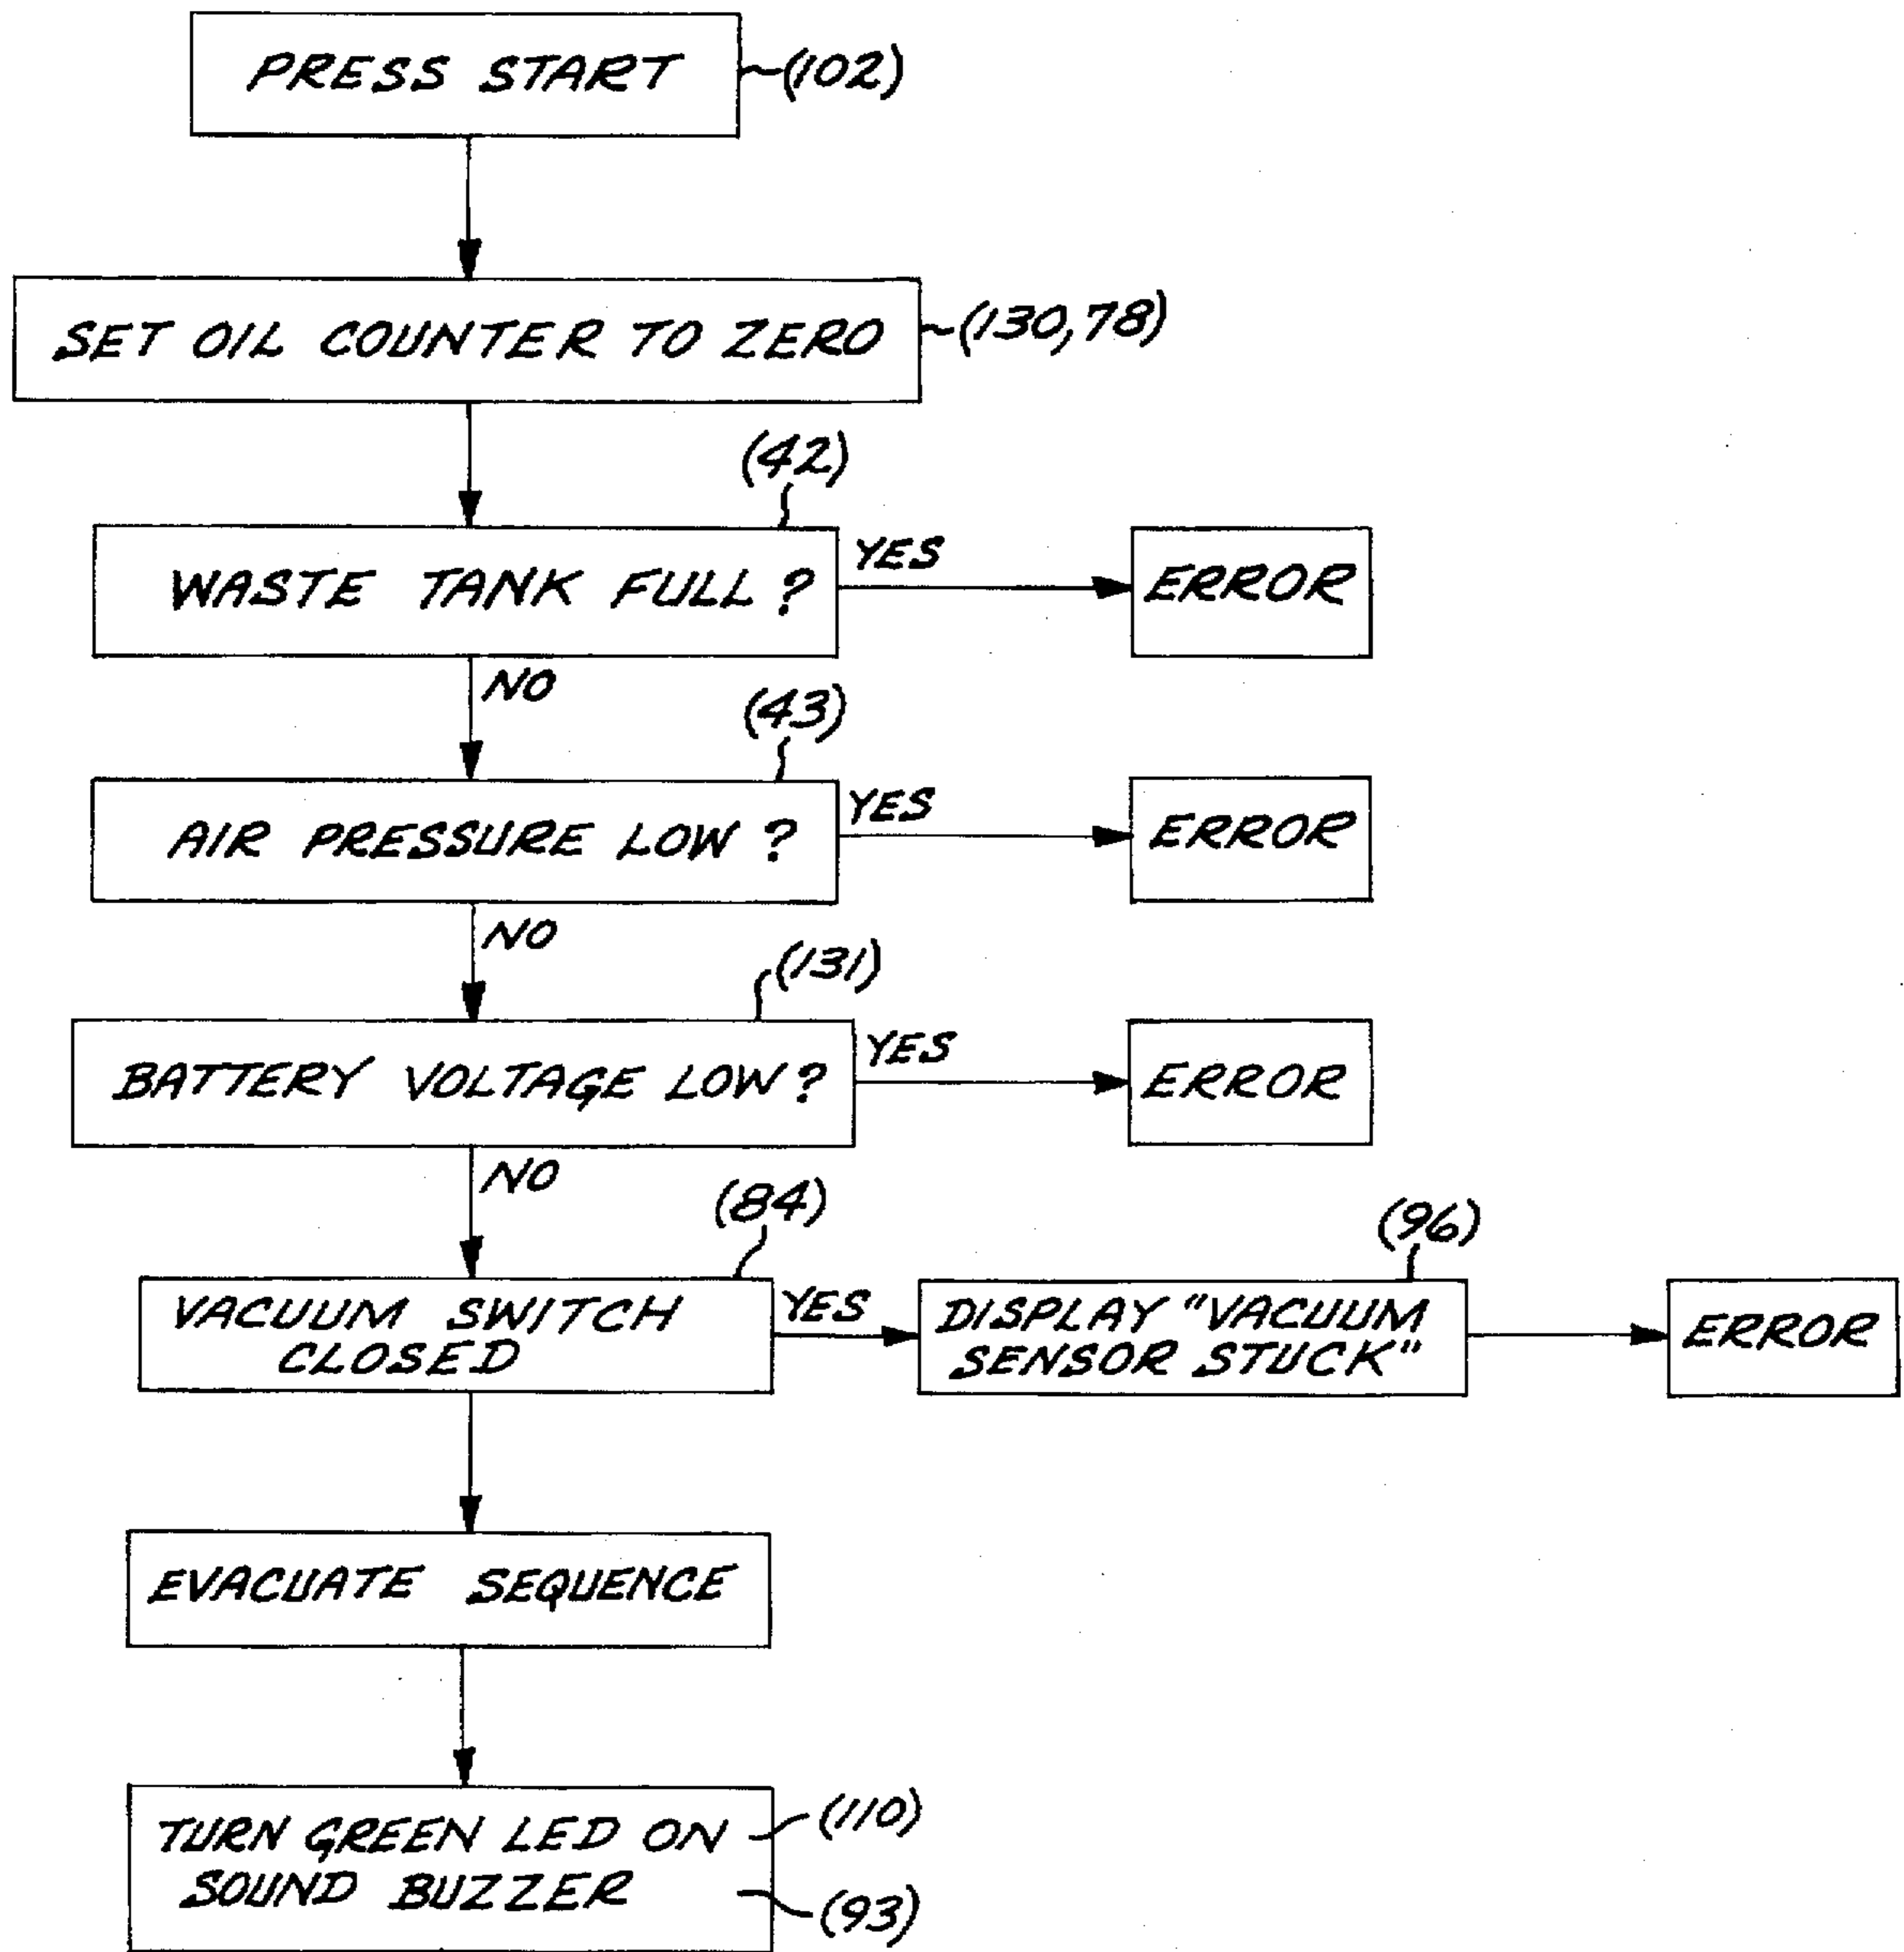 PRESS START
(102)
SET OIL COUNTER TO ZERO
(130, 78)
(42)
WASTE TANK FULL ?
YES
ERROR
NO
(43)
AIR PRESSURE LOW ?
YES
ERROR
NO
(131)
BATTERY VOLTAGE LOW ?
YES
ERROR
NO
(84)
(96)
VACUUM SWITCH
CLOSED
YES
DISPLAY "VACUUM
SENSOR STUCK"
ERROR
EVACUATE SEQUENCE
TURN GREEN LED ON
(110)
SOUND BUZZER
(93)